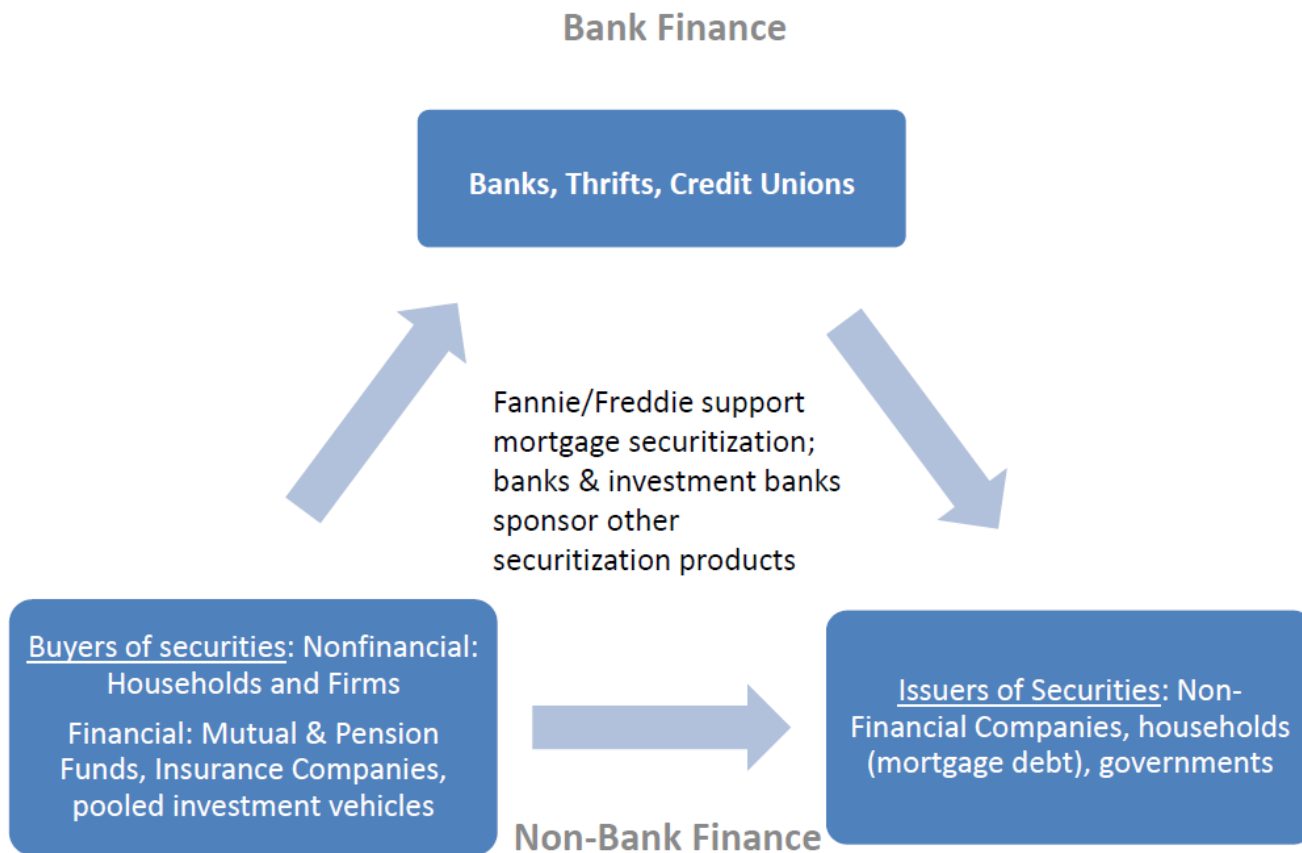 Bank Finance
Banks, Thrifts, Credit Unions
Fannie/Freddie support
mortgage securitization;
banks & investment banks
sponsor other
securitization products
Buyers of securities: Nonfinancial:
Households and Firms
Financial: Mutual & Pension
Funds, Insurance Companies,
pooled investment vehicles
Issuers of Securities: Non-
Financial Companies, households
(mortgage debt), governments
Non-Bank Finance